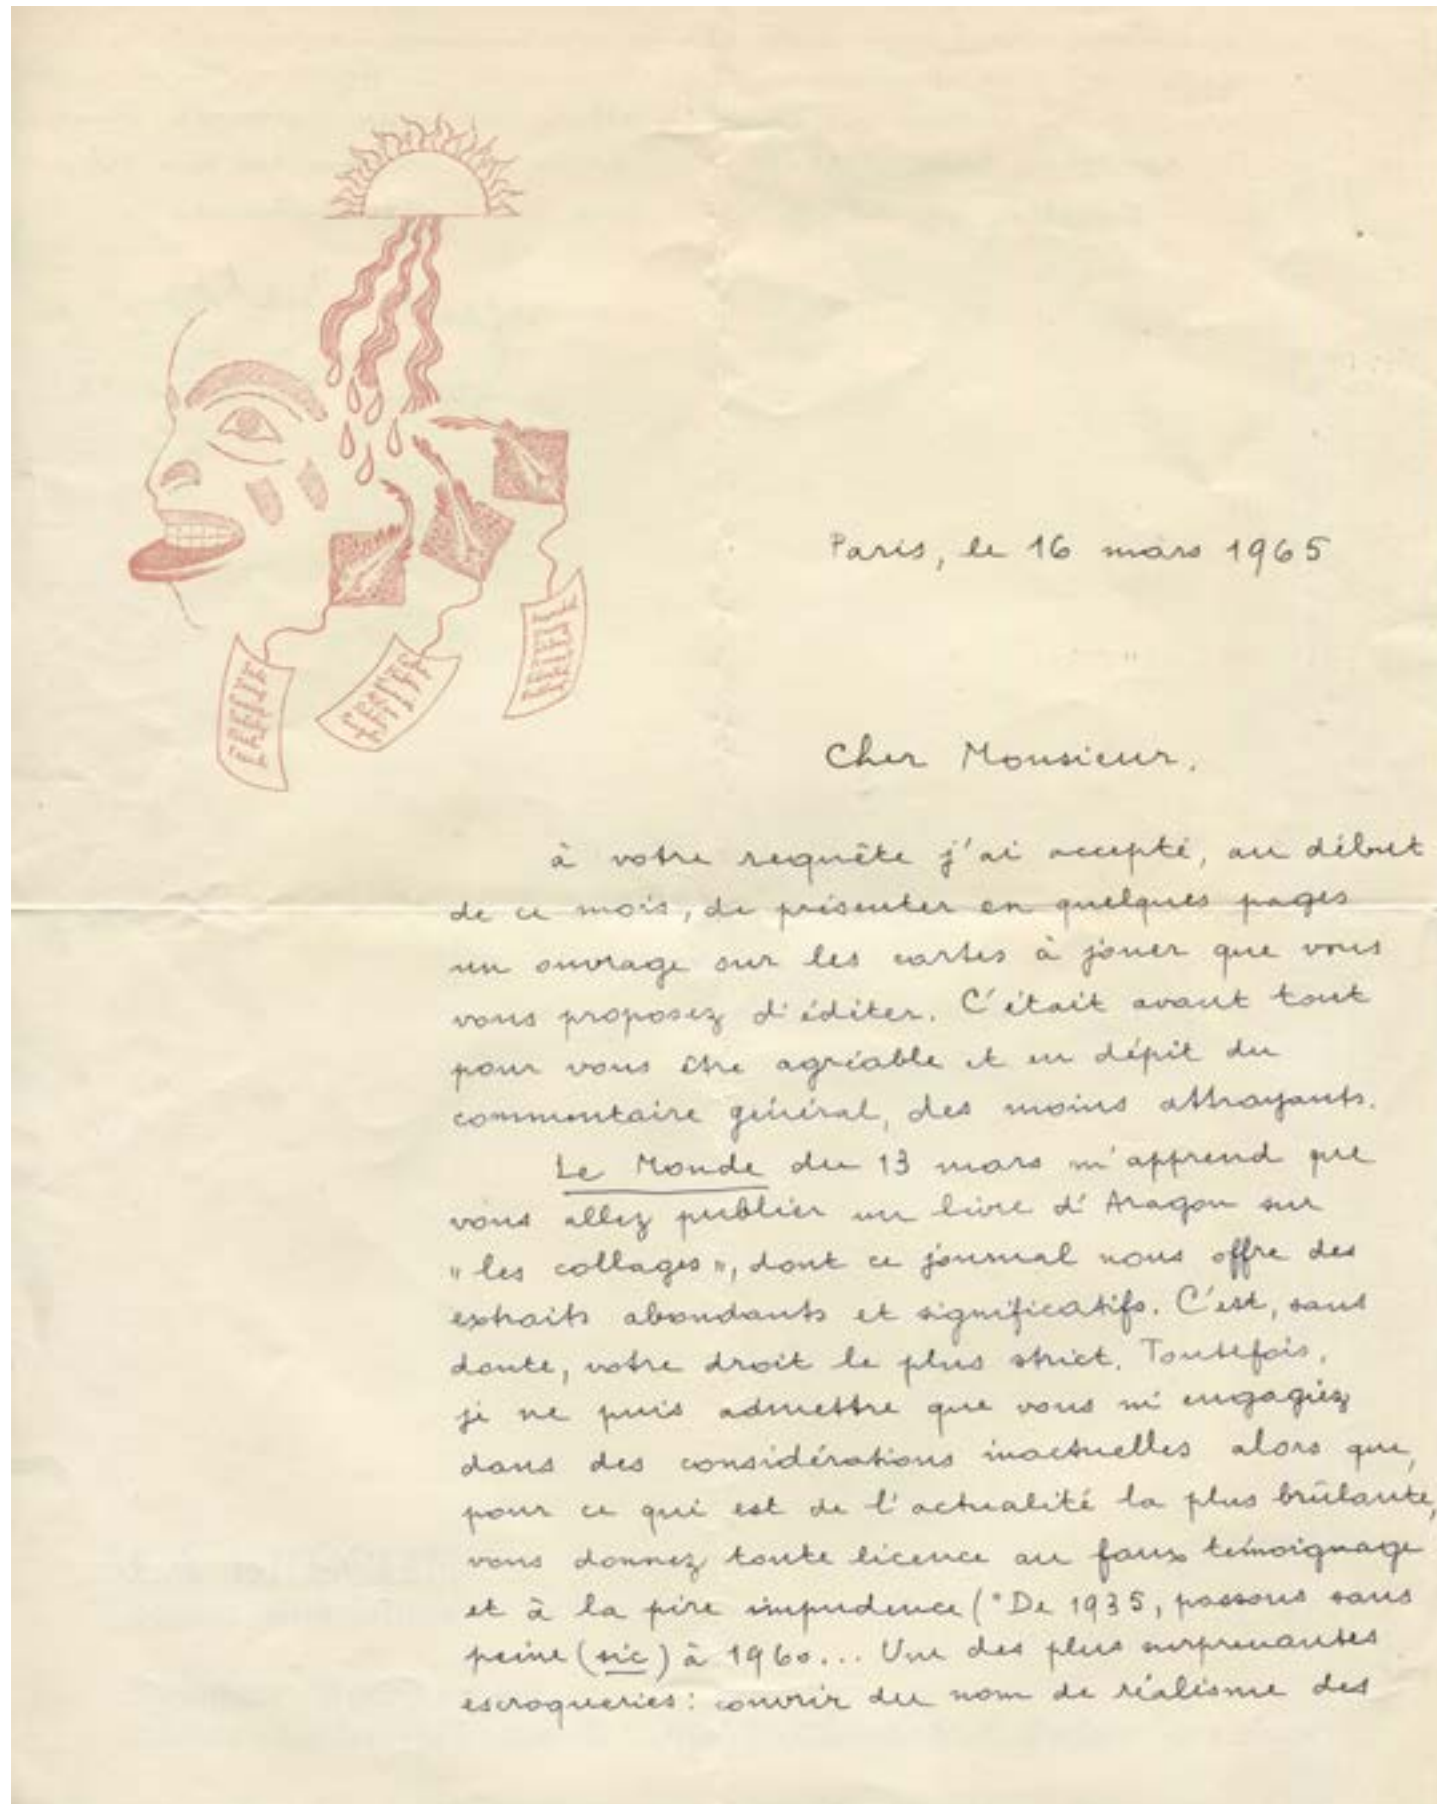 Paris, le 16 mars 1965
Cher Monsieur,
à votre requête j'ai accepté, au début
de ce mois, de présenter en quelques pages
un ouvrage sur les cartes à jouer que vous
vous proposez d'éditer. C'était avant tout
pour vous être agréable et en dépit du
commentaire général, des moins attrayants.
Le Monde du 13 mars m'apprend que
vous allez publier un livre d'Aragon sur
"les collages", dont ce journal nous offre des
extraits abondants et significatifs. C'est, sans
doute, votre droit le plus strict. Toutefois,
je ne puis admettre que vous m'engagiez
dans des considérations inactuelles alors que,
pour ce qui est de l'actualité la plus brûlante,
vous donnez toute licence au faux témoignage
et à la pire impudence ("De 1935, passons sans
peine (sic) à 1960... Une des plus surprenantes
escroqueries: couvrir du nom de réalisme des